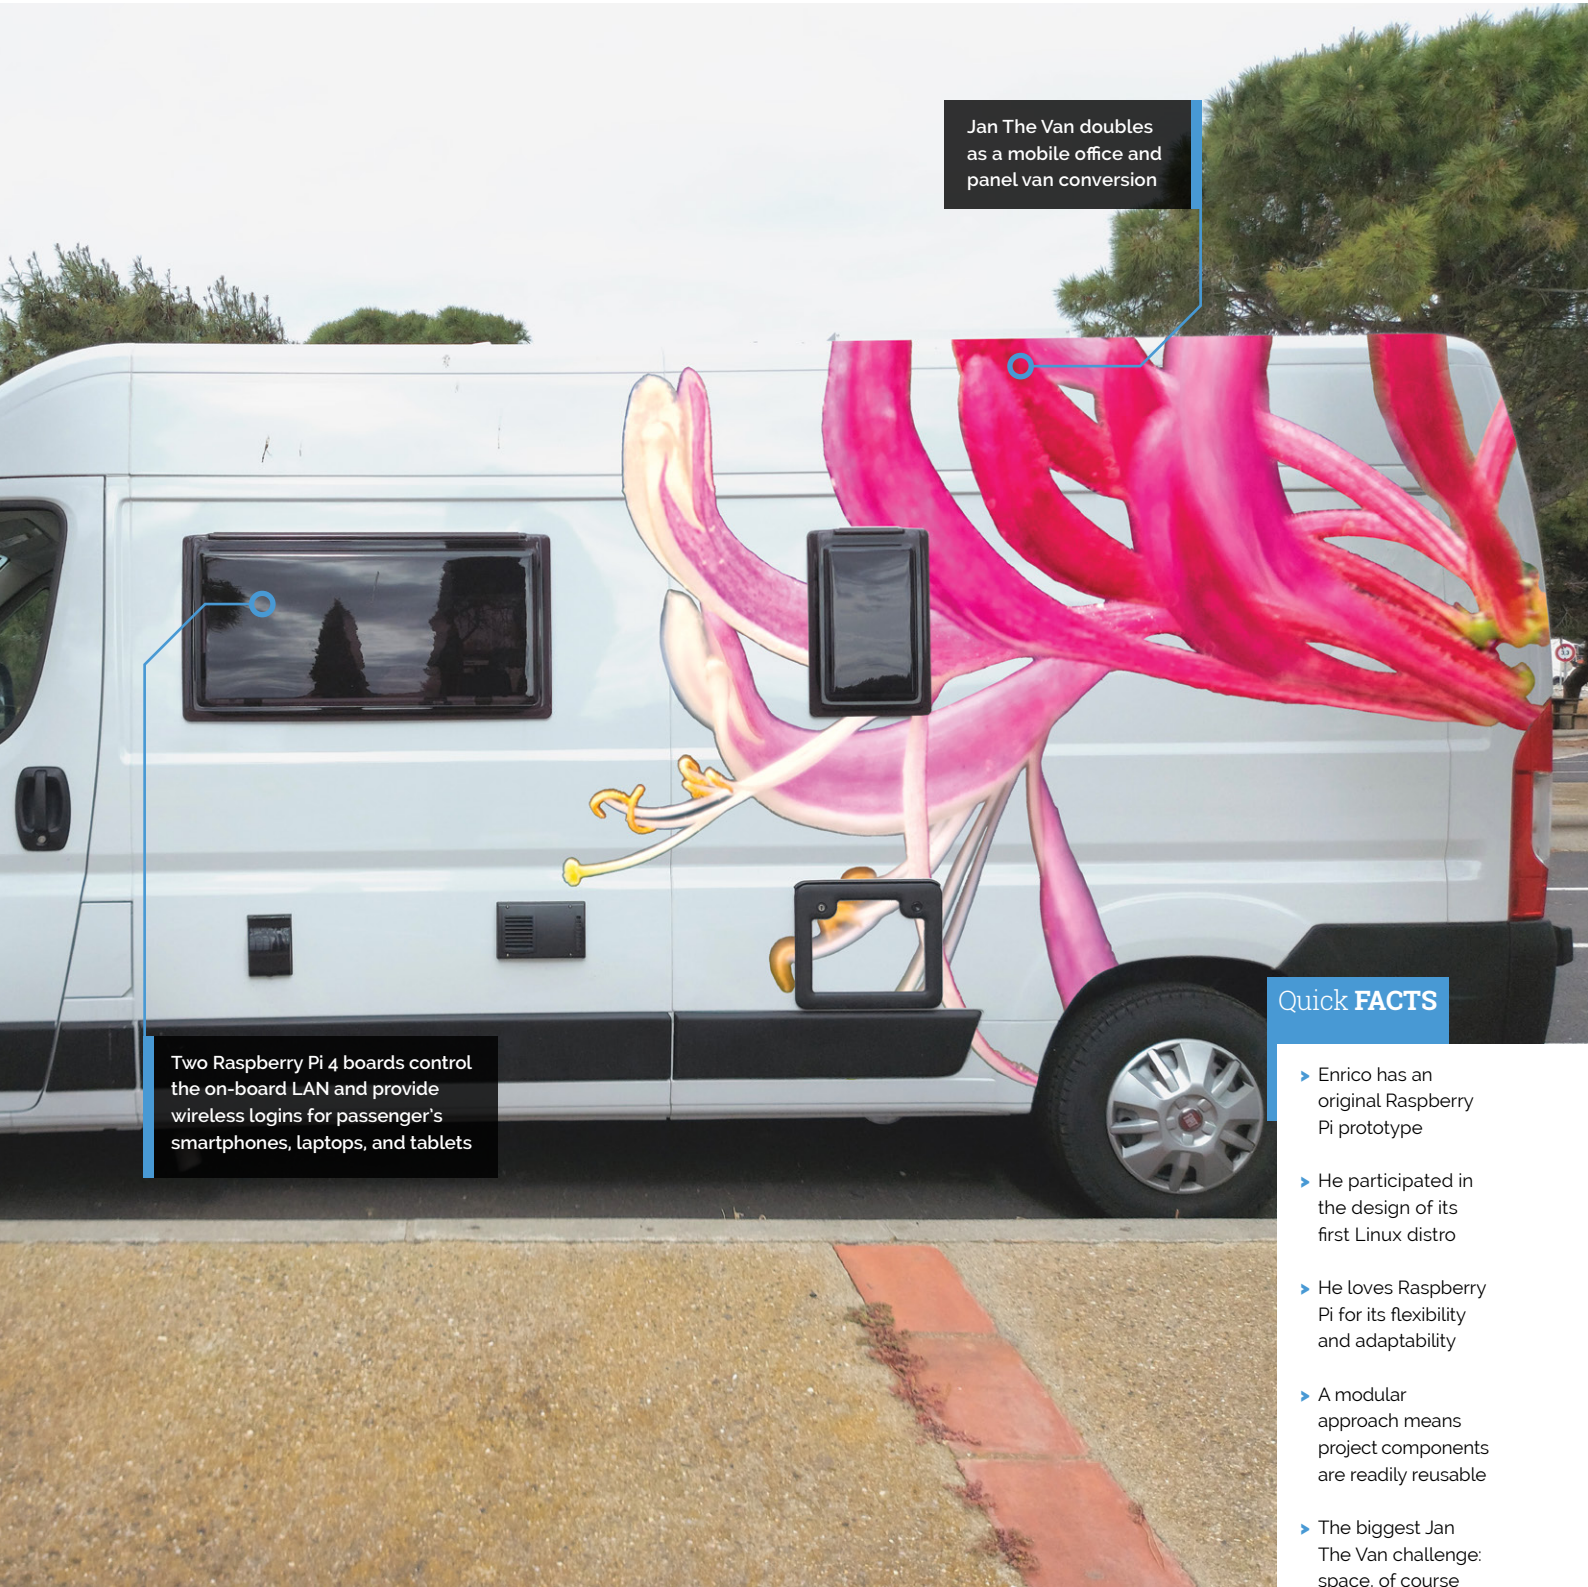 Jan The Van doubles
as a mobile office and
panel van conversion
Two Raspberry Pi 4 boards control
the on-board LAN and provide
wireless logins for passenger's
smartphones, laptops, and tablets
Quick FACTS
> Enrico has an
original Raspberry
Pi prototype
> He participated in
the design of its
first Linux distro
> He loves Raspberry
Pi for its flexibility
and adaptability
> A modular
approach means
project components
are readily reusable
> The biggest Jan
The Van challenge:
space, of course